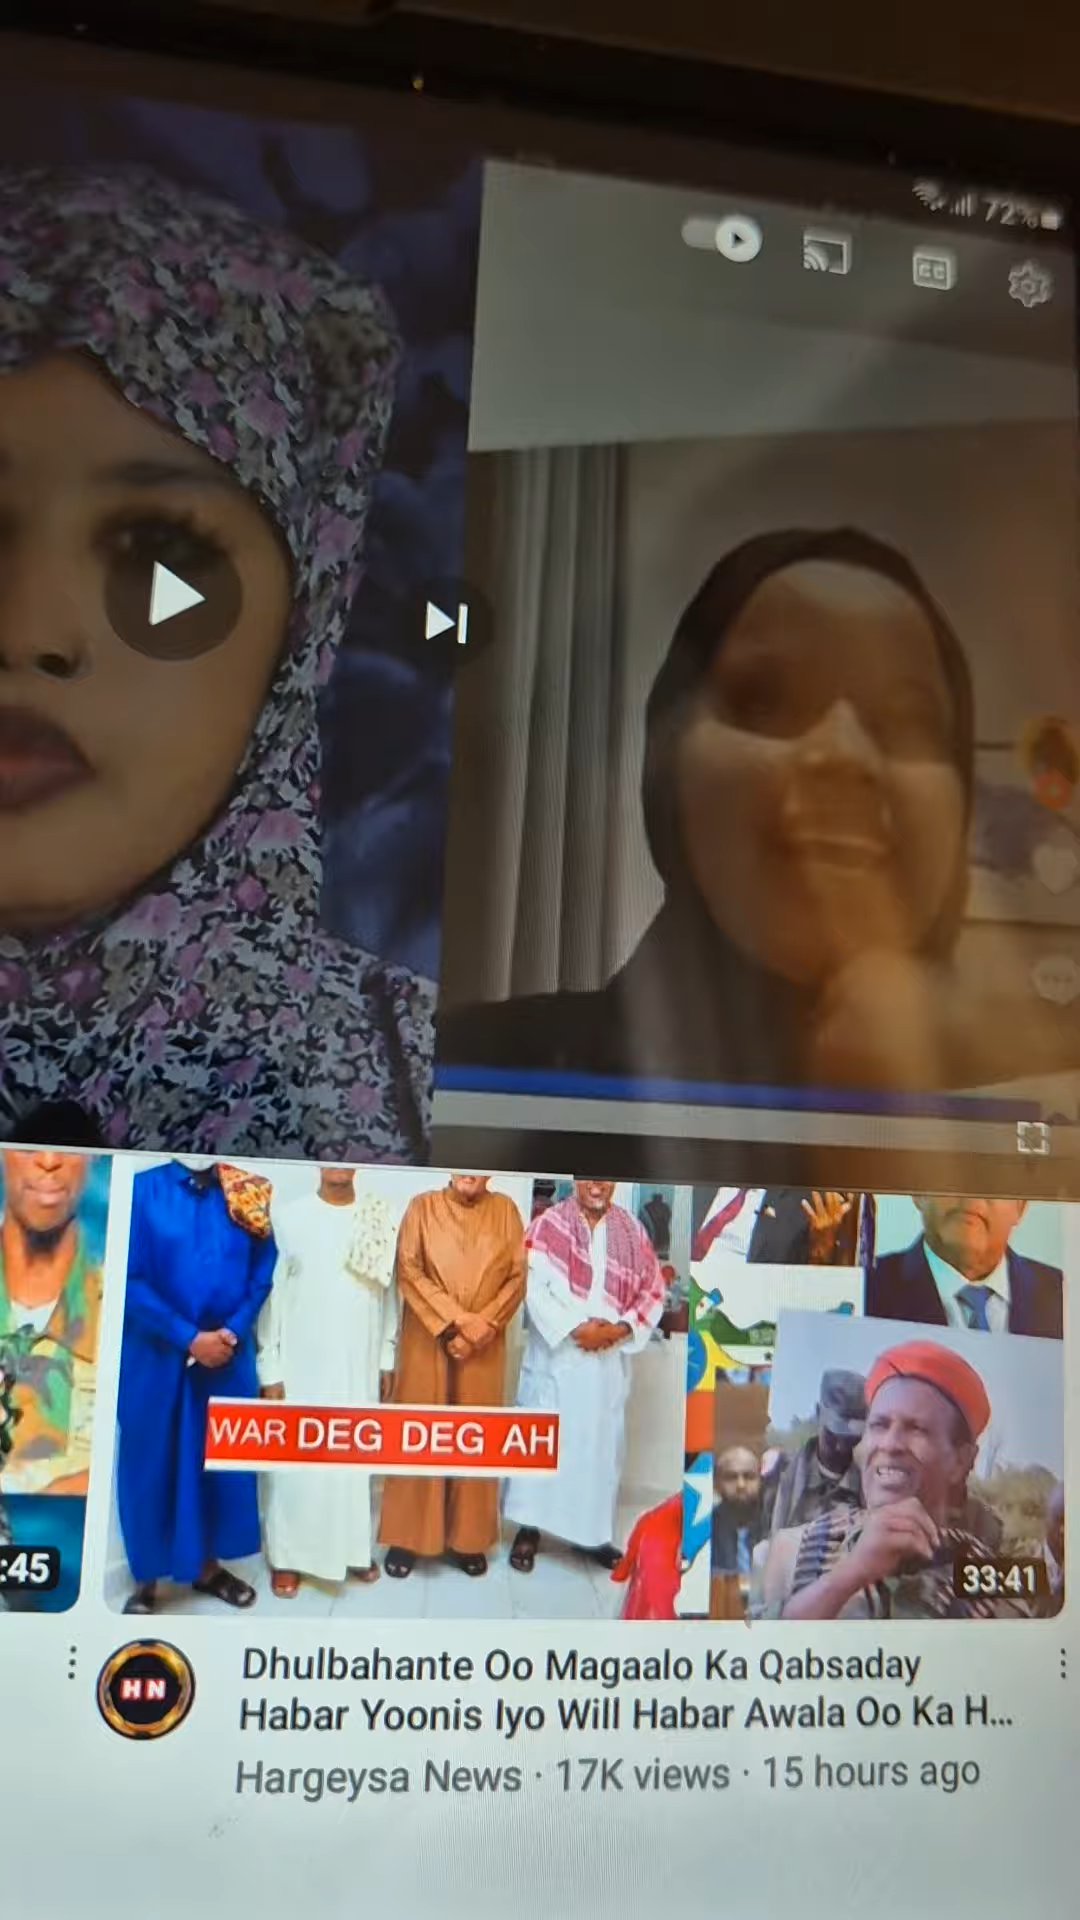 72%
CC
WAR DEG DEG AH
:45
33:41
HN
Dhulbahante Oo Magaalo Ka Qabsaday
Habar Yoonis Iyo Will Habar Awala Oo Ka H...
Hargeysa News · 17K views · 15 hours ago